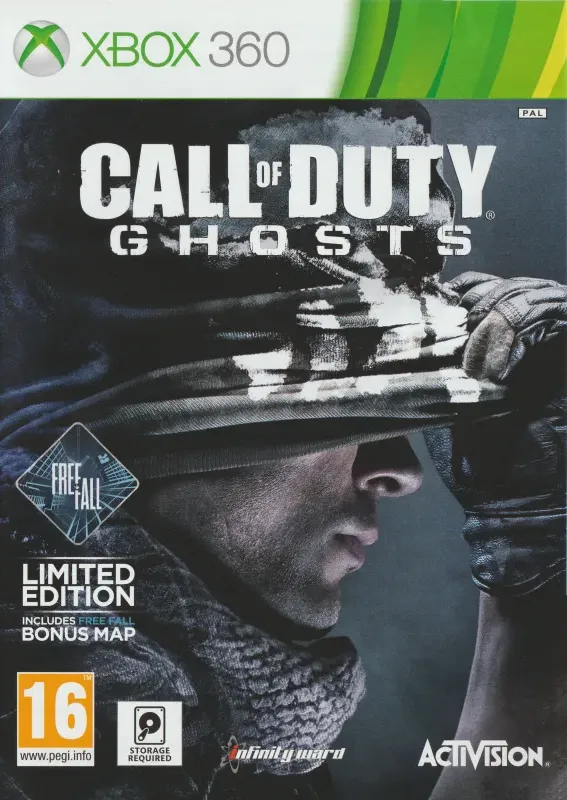 XBOX 360
PAL
CALL OF DUTY®
GHOSTS
FREE
FALL
LIMITED
EDITION
INCLUDES FREE FALL
BONUS MAP
16
www.pegi.info
STORAGE
REQUIRED
infinity ward
ACTIVISION®